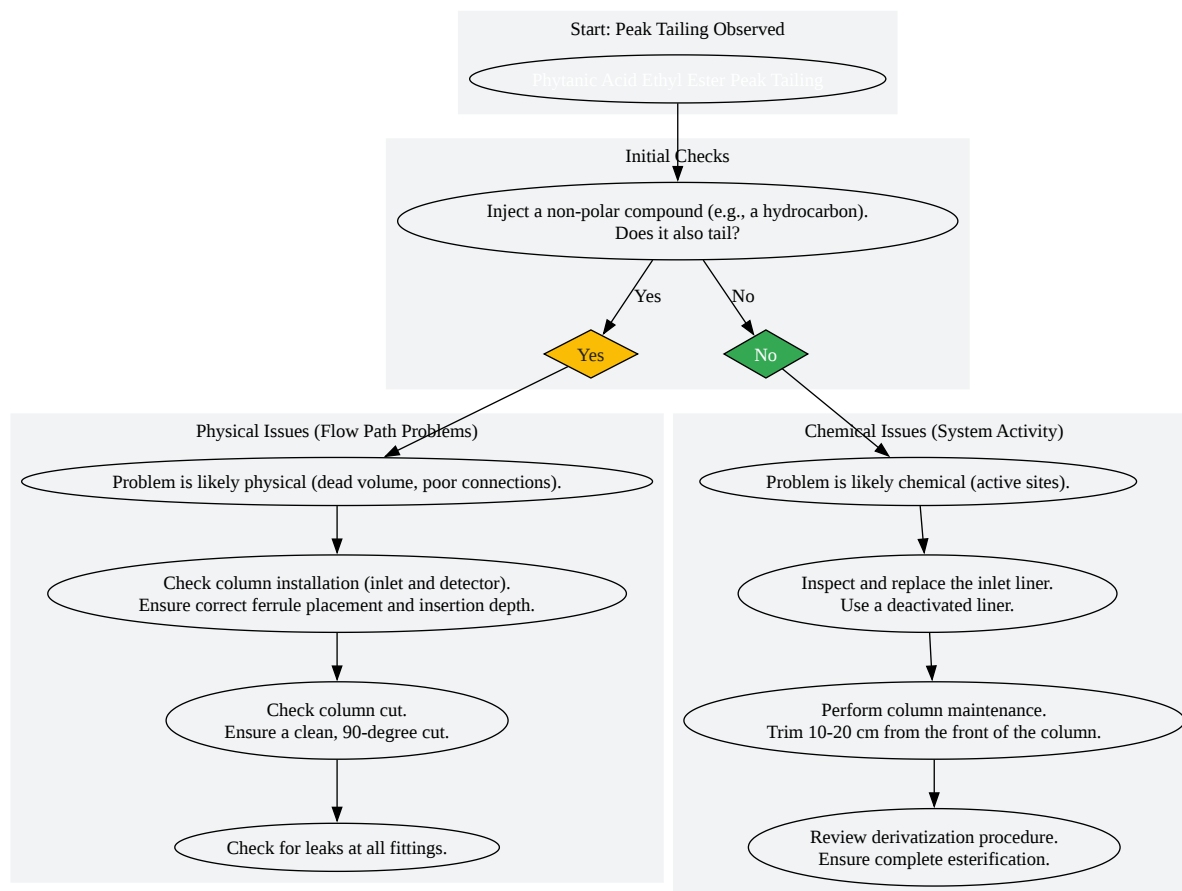 Start: Peak Tailing Observed
Phytanic Acid Ethyl Ester Peak Tailing
Initial Checks
Inject a non-polar compound (e.g., a hydrocarbon).
Does it also tail?
Yes
No
Yes
No
Physical Issues (Flow Path Problems)
Problem is likely physical (dead volume, poor connections).
Check column installation (inlet and detector).
Ensure correct ferrule placement and insertion depth.
Check column cut.
Ensure a clean, 90-degree cut.
Check for leaks at all fittings.
Chemical Issues (System Activity)
Problem is likely chemical (active sites).
Inspect and replace the inlet liner.
Use a deactivated liner.
Perform column maintenance.
Trim 10-20 cm from the front of the column.
Review derivatization procedure.
Ensure complete esterification.